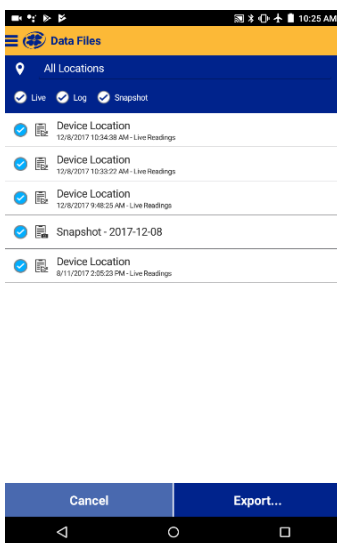 10:25 AM
Data Files
All Locations
Live Log Snapshot
Device Location
12/8/2017 10:34:38 AM - Live Readings
Device Location
12/8/2017 10:33:22 AM - Live Readings
Device Location
12/8/2017 9:48:25 AM - Live Readings
Snapshot - 2017-12-08
Device Location
8/11/2017 2:05:23 PM - Live Readings
Cancel Export...